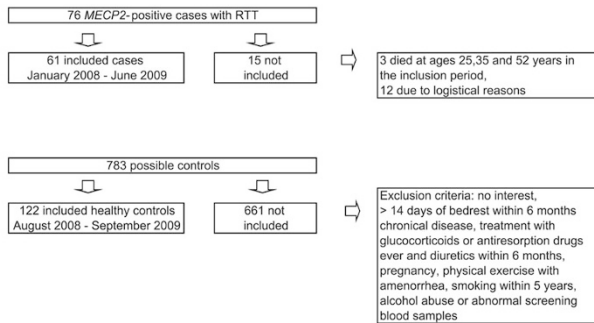 76 MECP2-positive cases with RTT
61 included cases
January 2008 - June 2009
15 not
included
3 died at ages 25,35 and 52 years in
the inclusion period,
12 due to logistical reasons
783 possible controls
122 included healthy controls
August 2008 - September 2009
661 not
included
Exclusion criteria: no interest,
> 14 days of bedrest within 6 months
chronical disease, treatment with
glucocorticoids or antiresorption drugs
ever and diuretics within 6 months,
pregnancy, physical exercise with
amenorrhea, smoking within 5 years,
alcohol abuse or abnormal screening
blood samples